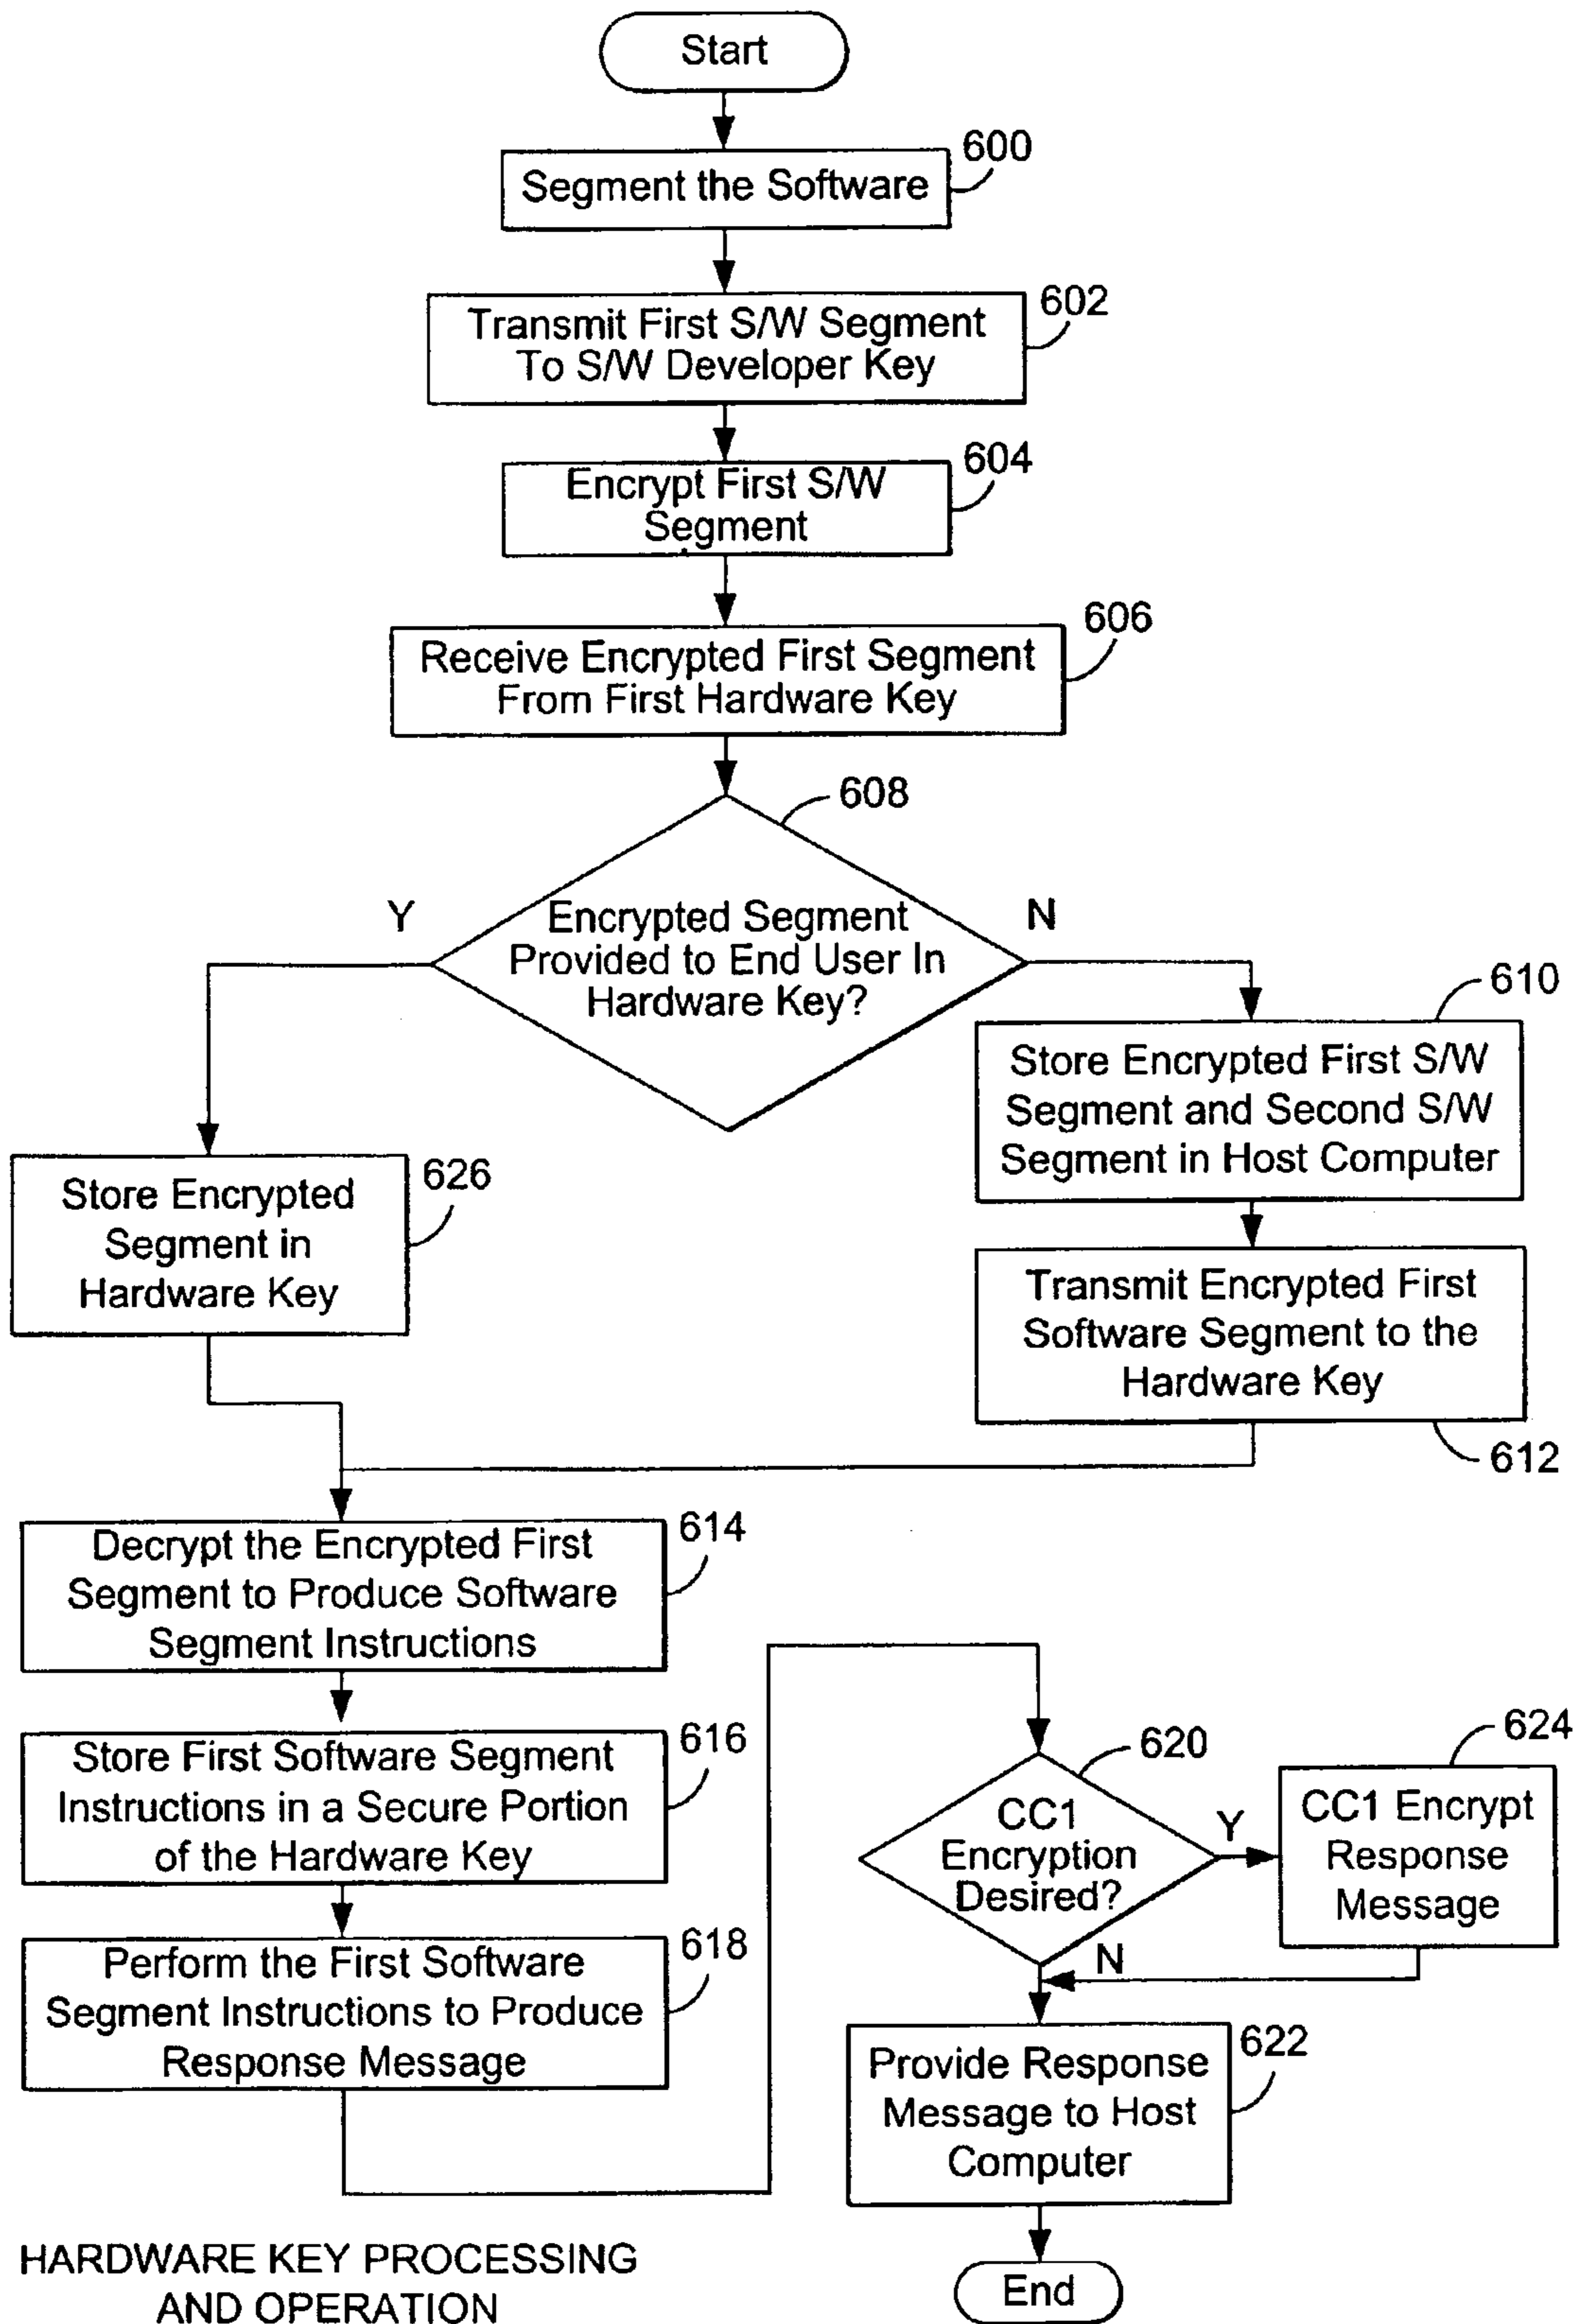 Start
600
Segment the Software
602
Transmit First S/W Segment
To S/W Developer Key
604
Encrypt First S/W
Segment
606
Receive Encrypted First Segment
From First Hardware Key
608
Y
Encrypted Segment
Provided to End User In
Hardware Key?
N
610
Store Encrypted First S/W
Segment and Second S/W
Segment in Host Computer
626
Store Encrypted
Segment in
Hardware Key
Transmit Encrypted First
Software Segment to the
Hardware Key
612
614
Decrypt the Encrypted First
Segment to Produce Software
Segment Instructions
616
Store First Software Segment
Instructions in a Secure Portion
of the Hardware Key
618
Perform the First Software
Segment Instructions to Produce
Response Message
620
CC1
Encryption
Desired?
Y
N
624
CC1 Encrypt
Response
Message
622
Provide Response
Message to Host
Computer
End
HARDWARE KEY PROCESSING
AND OPERATION